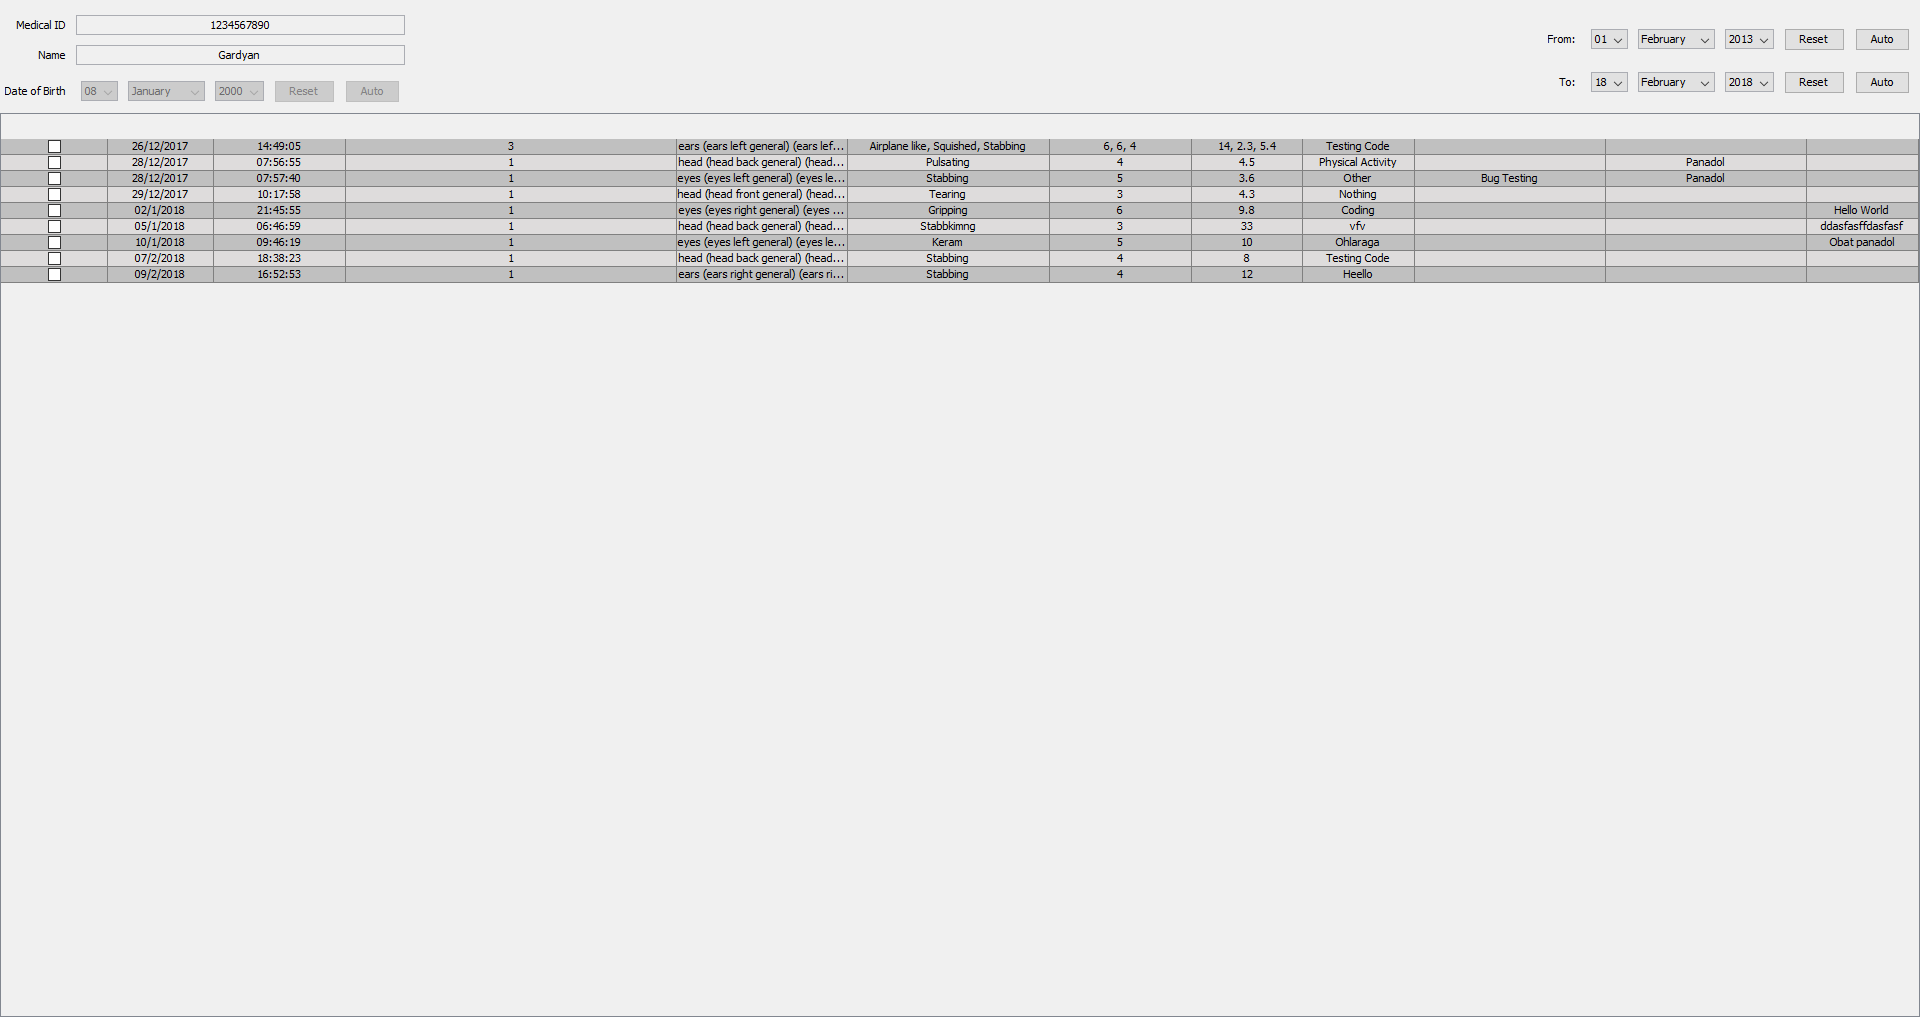 Medical ID 1234567890
Name Gardyan
Date of Birth 08 January 2000 Reset Auto
From: 01 February 2013 Reset Auto
To: 18 February 2018 Reset Auto
26/12/2017 14:49:05 3 ears (ears left general) (ears lef... Airplane like, Squished, Stabbing 6, 6, 4 14, 2.3, 5.4 Testing Code
28/12/2017 07:56:55 1 head (head back general) (head... Pulsating 4 4.5 Physical Activity Panadol
28/12/2017 07:57:40 1 eyes (eyes left general) (eyes le... Stabbing 5 3.6 Other Bug Testing Panadol
29/12/2017 10:17:58 1 head (head front general) (head... Tearing 3 4.3 Nothing
02/1/2018 21:45:55 1 eyes (eyes right general) (eyes ... Gripping 6 9.8 Coding Hello World
05/1/2018 06:46:59 1 head (head back general) (head... Stabbkimng 3 33 vfv ddasfasffdasfasf
10/1/2018 09:46:19 1 eyes (eyes left general) (eyes le... Keram 5 10 Ohlaraga Obat panadol
07/2/2018 18:38:23 1 head (head back general) (head... Stabbing 4 8 Testing Code
09/2/2018 16:52:53 1 ears (ears right general) (ears ri... Stabbing 4 12 Heello